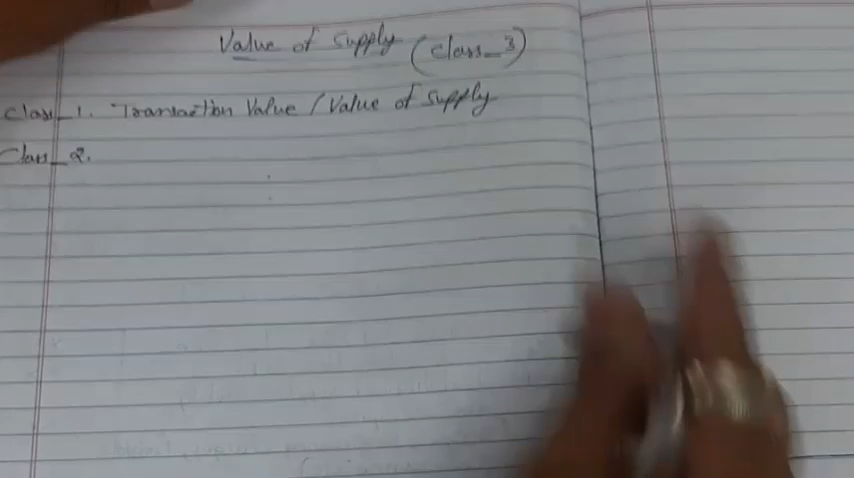 Value of Supply (Class_3)
Class_1. Transaction Value / Value of Supply
Class_2.